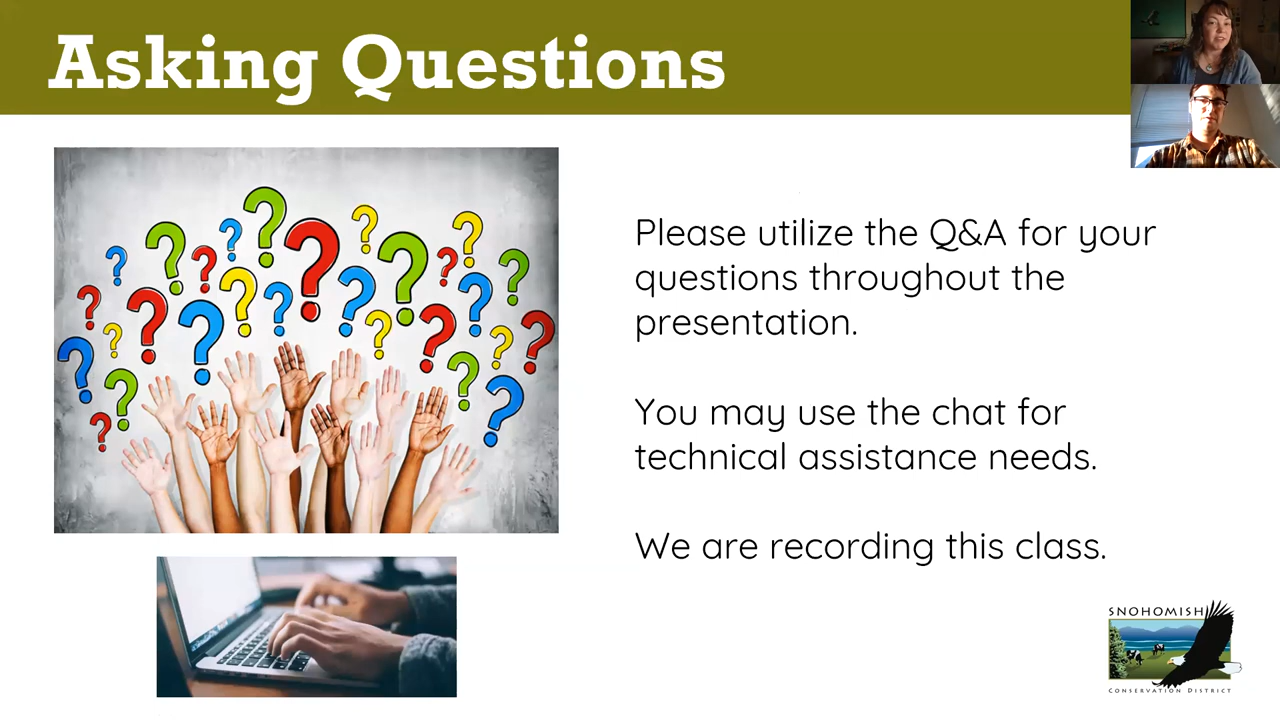 Asking Questions
Please utilize the Q&A for your
questions throughout the
presentation.
You may use the chat for
technical assistance needs.
We are recording this class.
SNOHOMISH
CONSERVATION DISTRICT